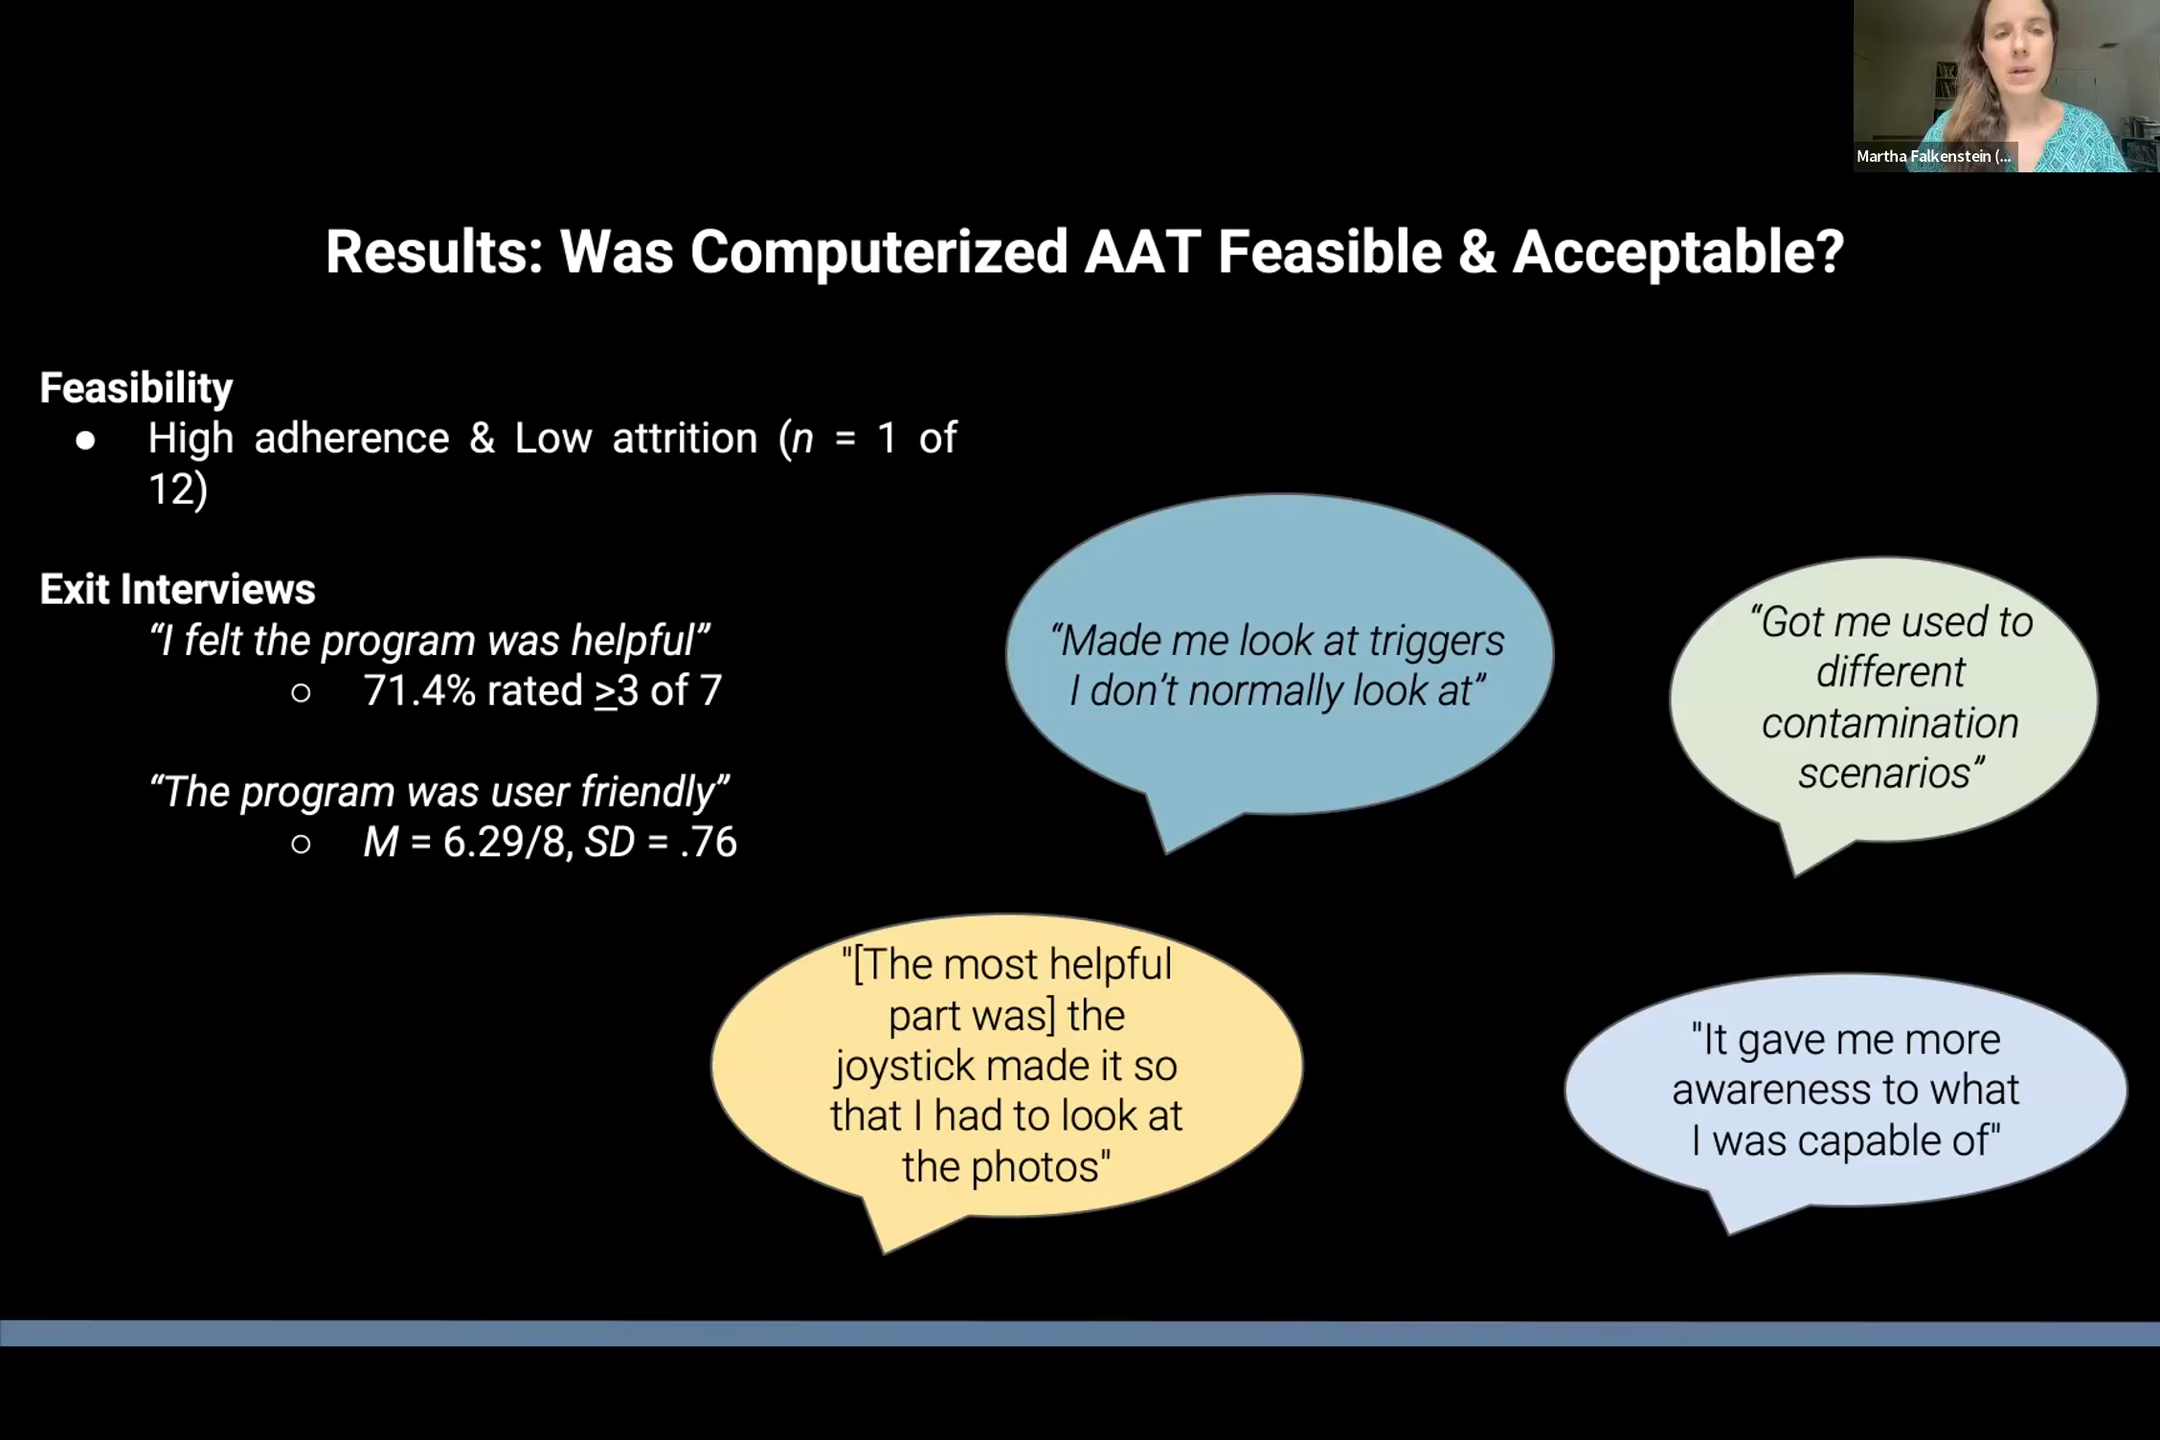 Martha Falkenstein (...
Results: Was Computerized AAT Feasible & Acceptable?
Feasibility
● High adherence & Low attrition (n = 1 of
12)
Exit Interviews
“I felt the program was helpful”
○ 71.4% rated ≥3 of 7
“The program was user friendly”
○ M = 6.29/8, SD = .76
“Made me look at triggers
I don’t normally look at”
“Got me used to
different
contamination
scenarios”
"[The most helpful
part was] the
joystick made it so
that I had to look at
the photos"
"It gave me more
awareness to what
I was capable of"